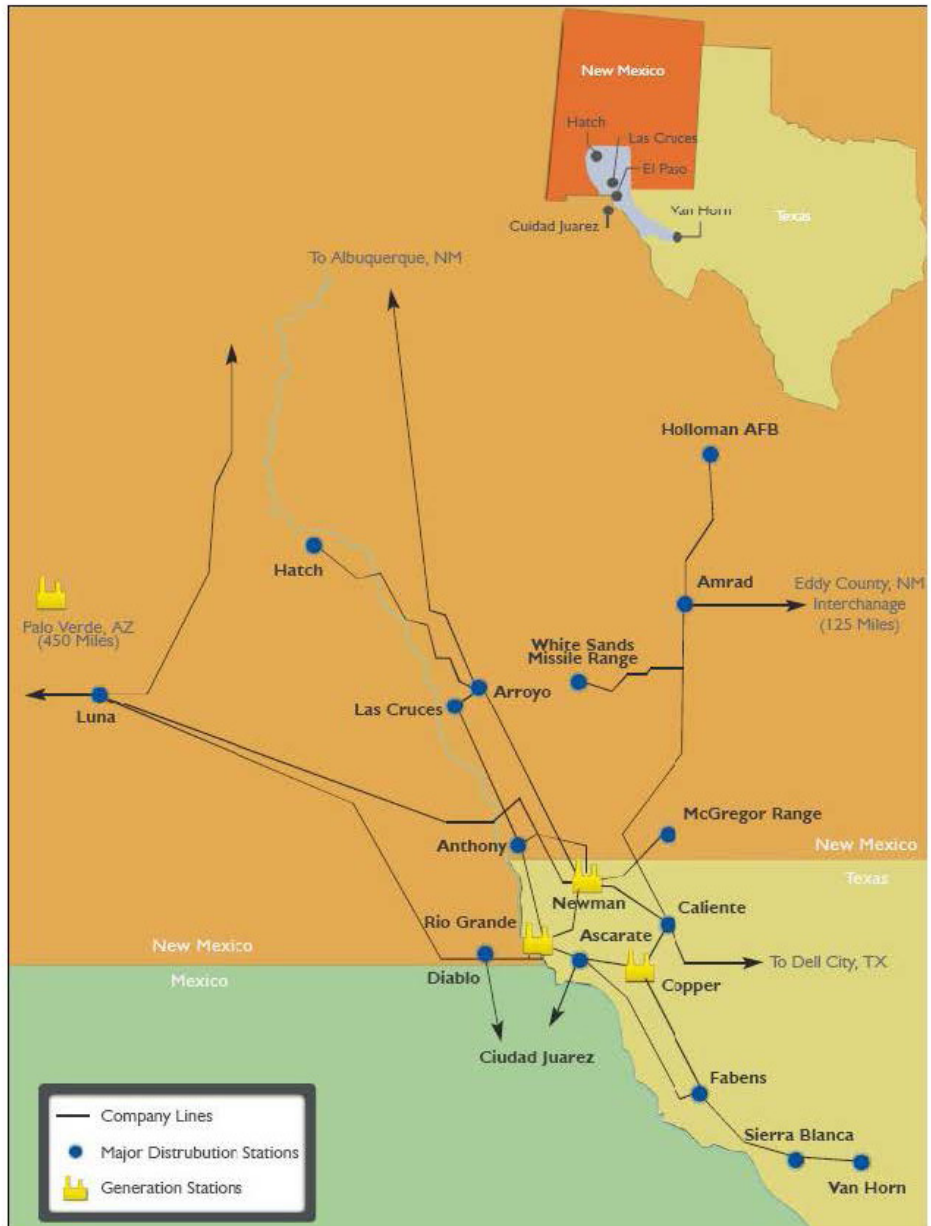 New Mexico
Hatch
Las Cruces
El Paso
Van Horn
Texas
Cuidad Juarez
To Albuquerque, NM
Holloman AFB
Hatch
Amrad
Eddy County, NM
Interchanage
(125 Miles)
Palo Verde, AZ
(450 Miles)
White Sands
Missile Range
Luna
Arroyo
Las Cruces
McGregor Range
Anthony
New Mexico
Texas
Newman
Caliente
Rio Grande
Ascarate
New Mexico
Mexico
Diablo
Copper
To Dell City, TX
Ciudad Juarez
Fabens
Sierra Blanca
Van Horn
Company Lines
Major Distrubution Stations
Generation Stations